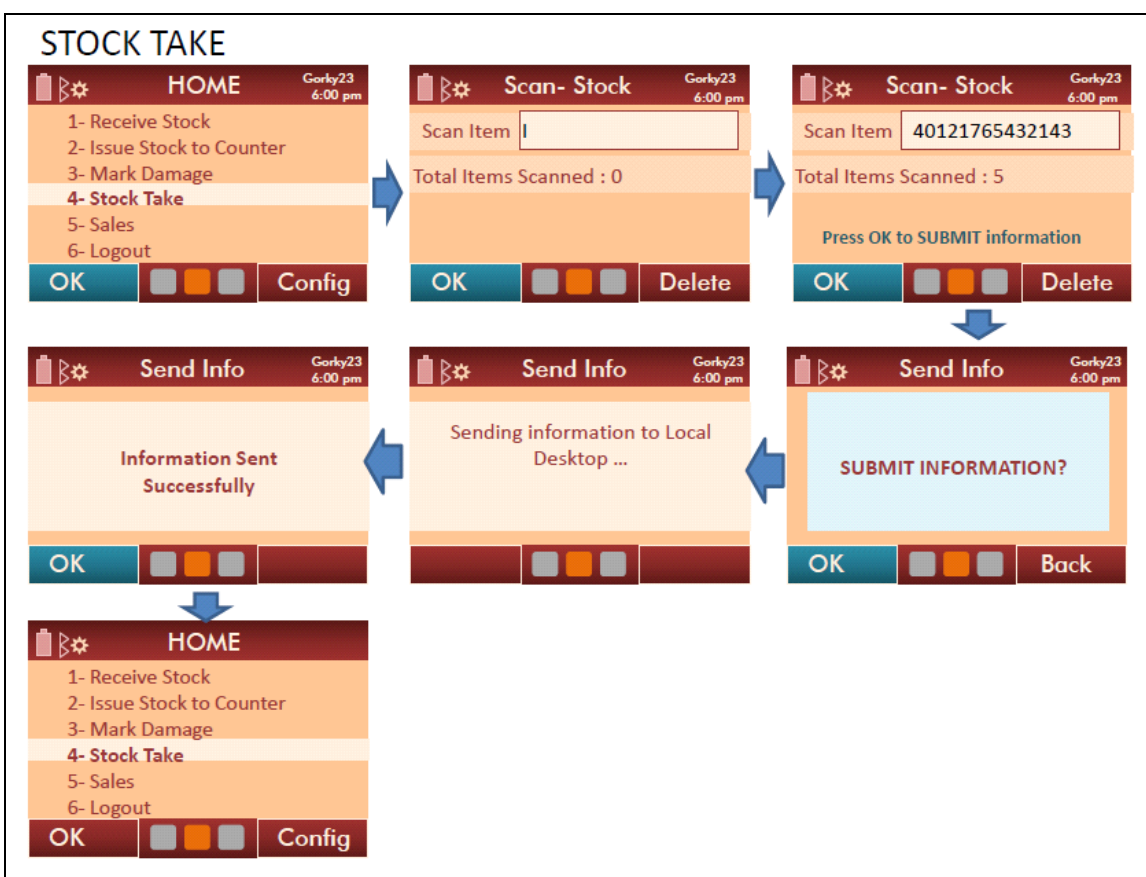 STOCK TAKE
HOME
Gorky23
6:00 pm
1- Receive Stock
2- Issue Stock to Counter
3- Mark Damage
4- Stock Take
5- Sales
6- Logout
OK
Config
Scan- Stock
Gorky23
6:00 pm
Scan Item I
Total Items Scanned : 0
OK
Delete
Scan- Stock
Gorky23
6:00 pm
Scan Item 40121765432143
Total Items Scanned : 5
Press OK to SUBMIT information
OK
Delete
Send Info
Gorky23
6:00 pm
SUBMIT INFORMATION?
OK
Back
Send Info
Gorky23
6:00 pm
Sending information to Local
Desktop ...
Send Info
Gorky23
6:00 pm
Information Sent
Successfully
OK
HOME
1- Receive Stock
2- Issue Stock to Counter
3- Mark Damage
4- Stock Take
5- Sales
6- Logout
OK
Config